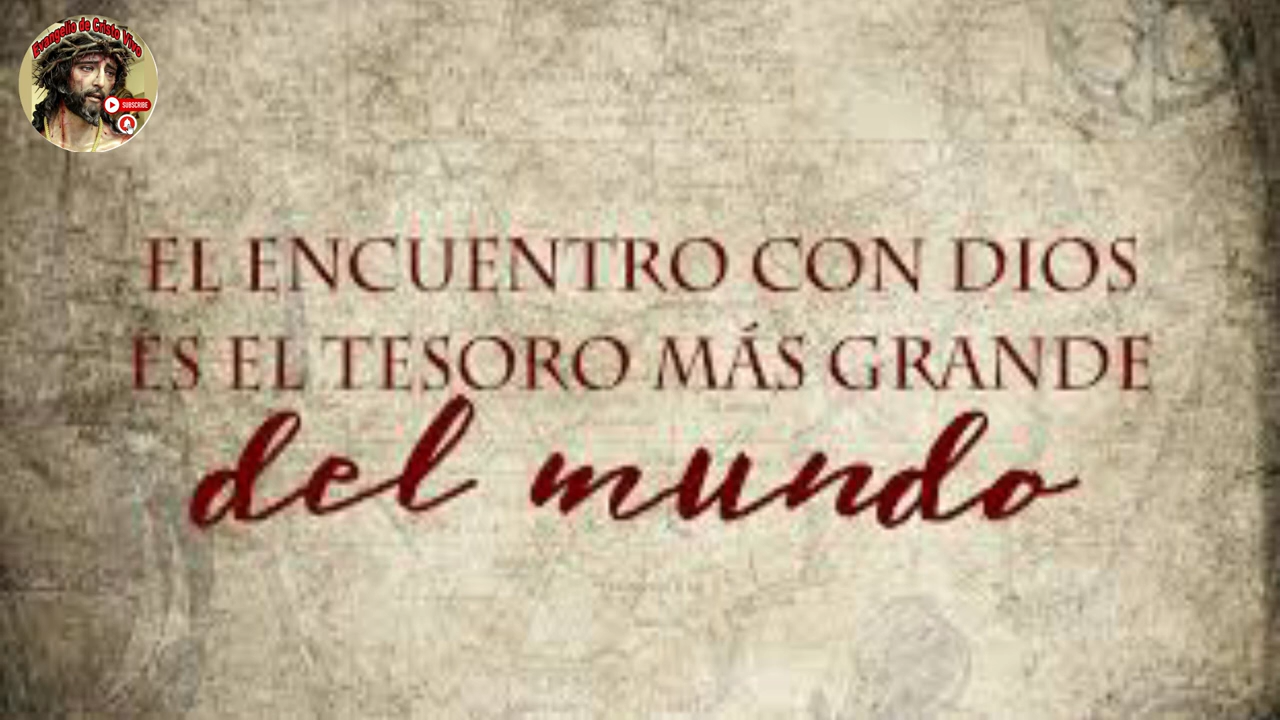 Evangelio de Cristo Vivo
SUBSCRIBE
EL ENCUENTRO CON DIOS
ES EL TESORO MÁS GRANDE
del mundo